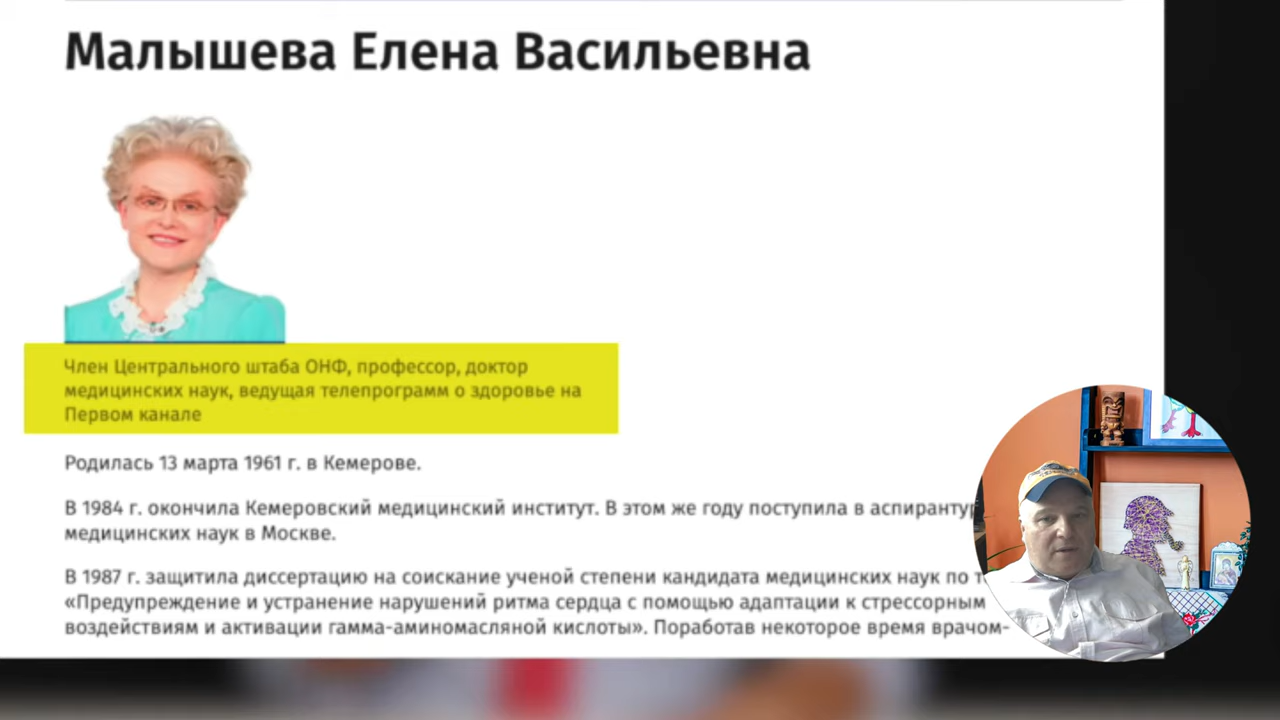 Малышева Елена Васильевна
Член Центрального штаба ОНФ, профессор, доктор
медицинских наук, ведущая телепрограмм о здоровье на
Первом канале
Родилась 13 марта 1961 г. в Кемерове.
В 1984 г. окончила Кемеровский медицинский институт. В этом же году поступила в
медицинских наук в Москве.
В 1987 г. защитила диссертацию на соискание ученой степени кандидата медицинских наук по
«Предупреждение и устранение нарушений ритма сердца с помощью адаптации к стрессорным
воздействиям и активации гамма-аминомасляной кислоты». Поработав некоторое время врачом-